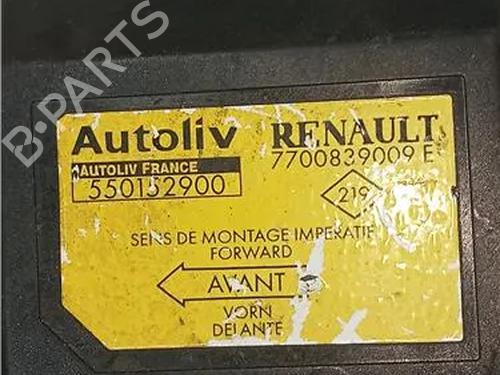 B-PARTS
Autoliv RENAULT
AUTOLIV FRANCE 7700839009 E
550152900 219
SENS DE MONTAGE IMPERATIF
FORWARD
AVANT
VORN
DELANTE